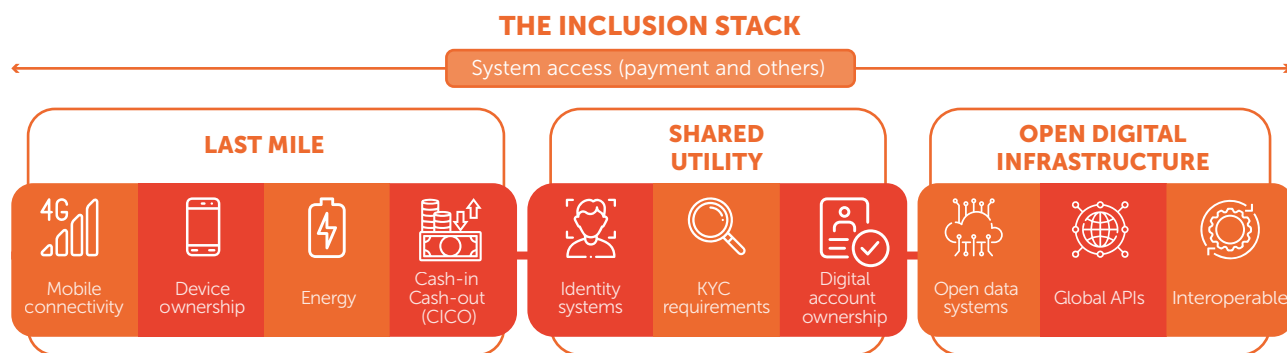 THE INCLUSION STACK
System access (payment and others)
LAST MILE
SHARED
UTILITY
OPEN DIGITAL
INFRASTRUCTURE
4G
Mobile
connectivity
Device
ownership
Energy
Cash-in
Cash-out
(CICO)
Identity
systems
KYC
requirements
Digital
account
ownership
Open data
systems
Global APIs
Interoperable